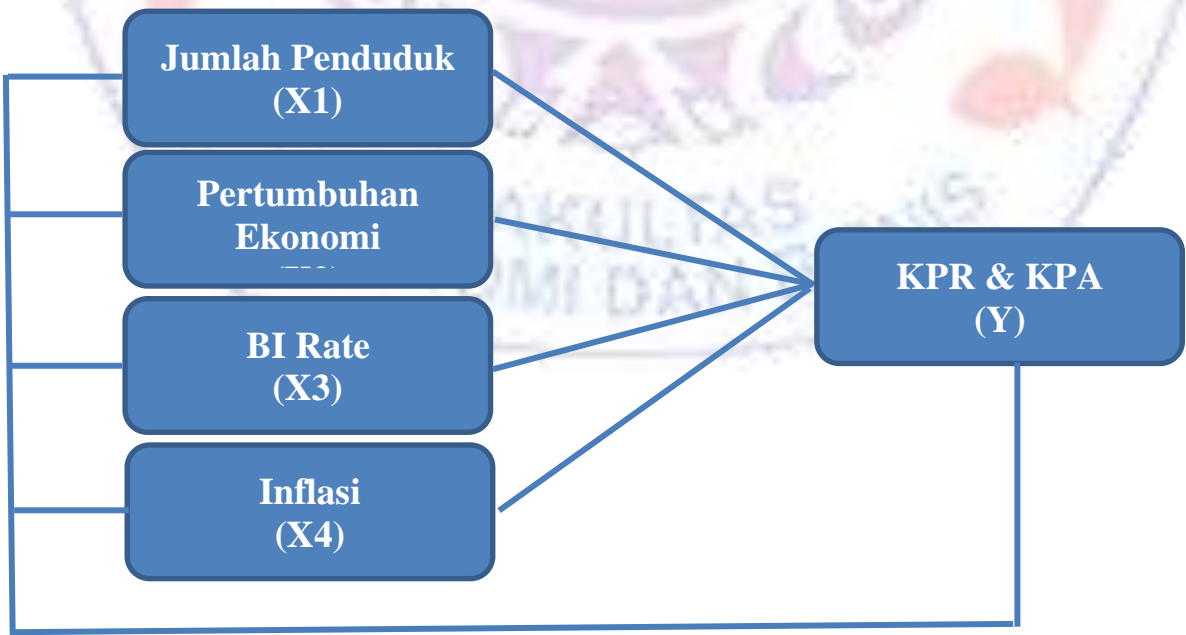 Jumlah Penduduk
(X1)
Pertumbuhan
Ekonomi
BI Rate
(X3)
Inflasi
(X4)
KPR & KPA
(Y)